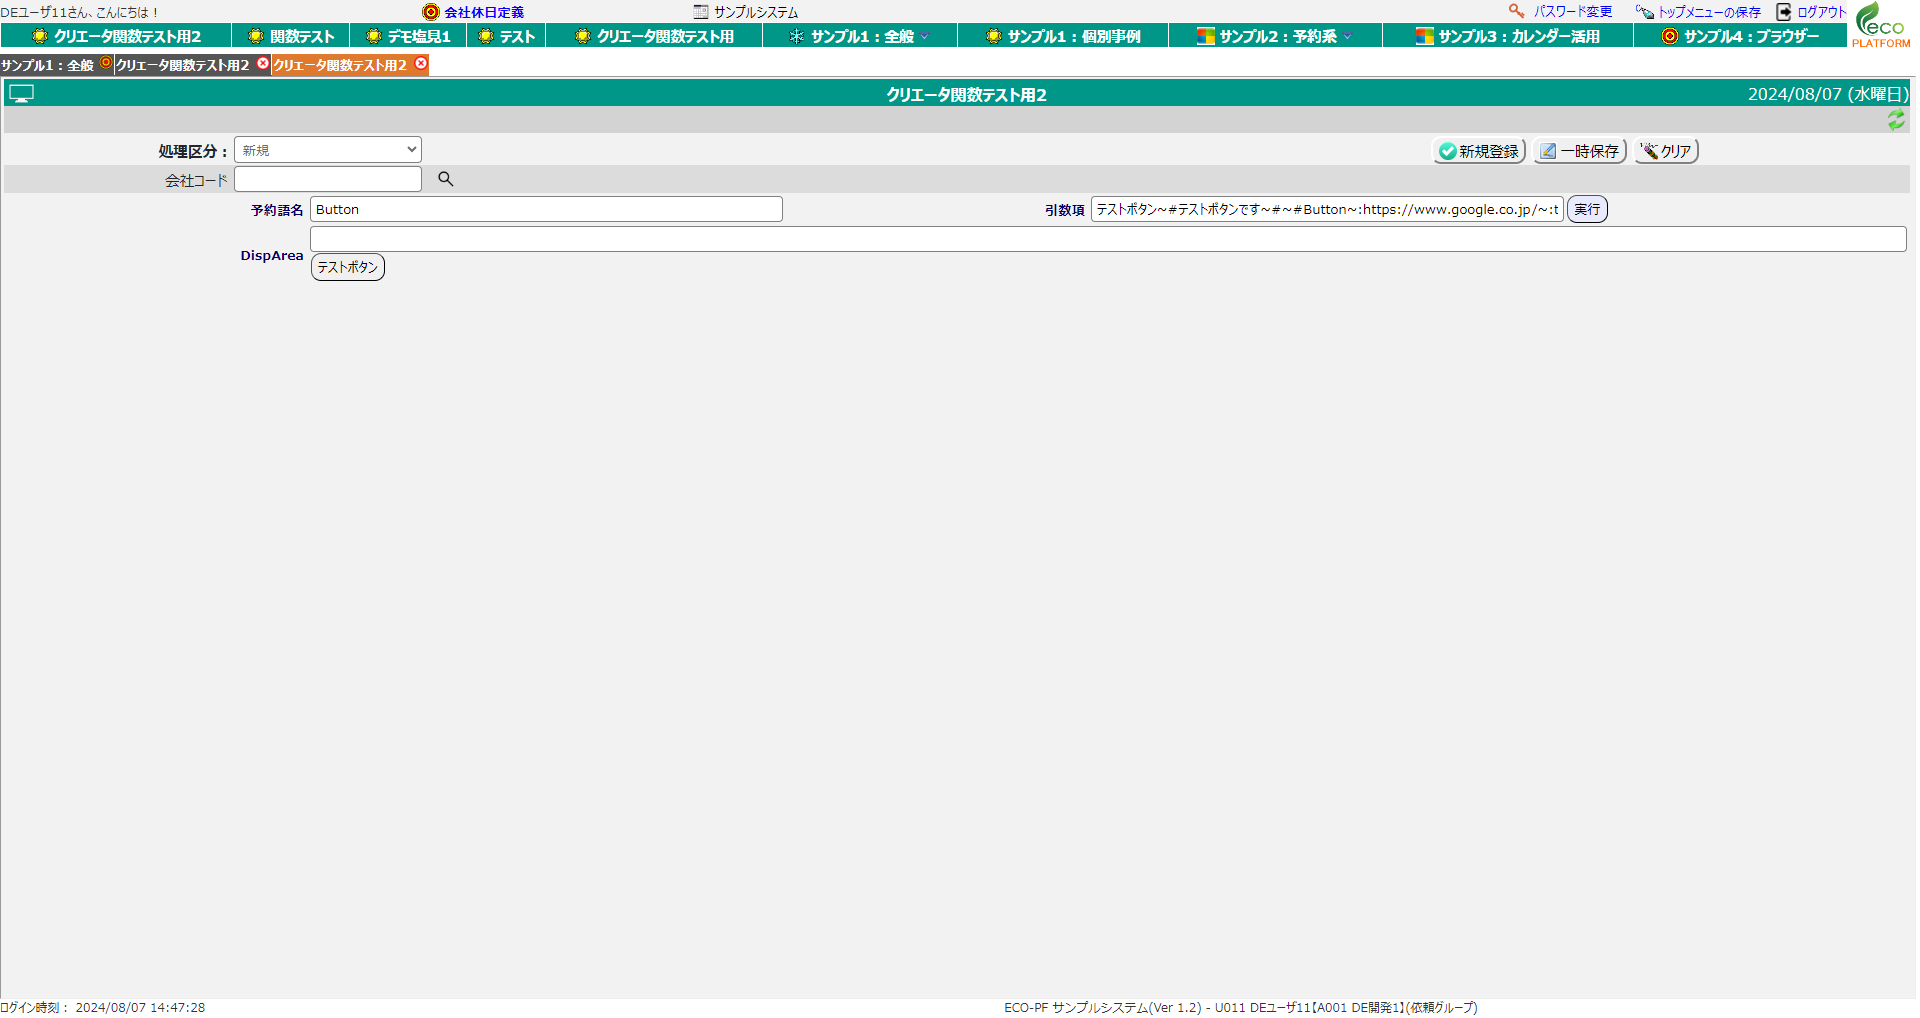 DEユーザ11さん、こんにちは！ 会社休日定義 サンプルシステム パスワード変更 トップメニューの保存 ログアウト eco PLATFORM
クリエータ関数テスト用2 関数テスト デモ塩見1 テスト クリエータ関数テスト用 サンプル1：全般 サンプル1：個別事例 サンプル2：予約系 サンプル3：カレンダー活用 サンプル4：ブラウザー
サンプル1：全般 クリエータ関数テスト用2 クリエータ関数テスト用2
クリエータ関数テスト用2 2024/08/07 (水曜日)
処理区分： 新規 新規登録 一時保存 クリア
会社コード
予約語名 Button 引数項 テストボタン~#テストボタンです~#~#Button~:https://www.google.co.jp/~:t 実行
DispArea
テストボタン
ログイン時刻： 2024/08/07 14:47:28 ECO-PF サンプルシステム(Ver 1.2) - U011 DEユーザ11【A001 DE開発1】(依頼グループ)